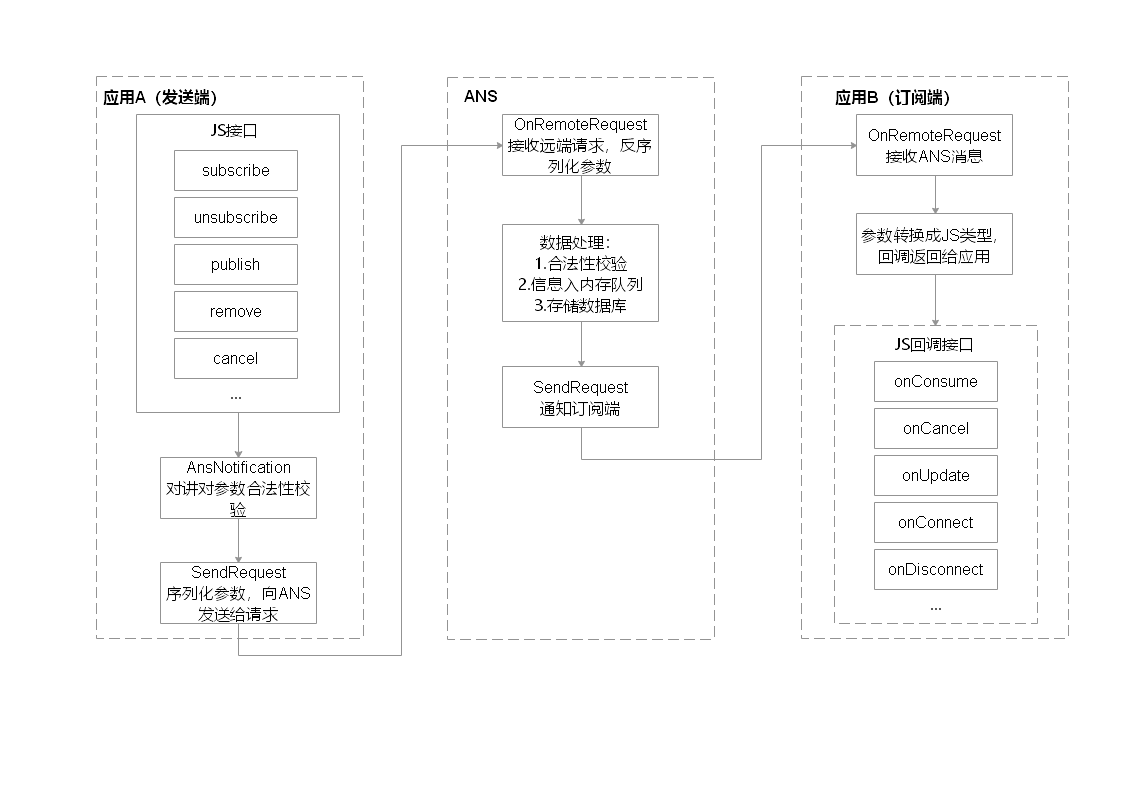 应用A（发送端）
JS接口
subscribe
unsubscribe
publish
remove
cancel
...
AnsNotification
对讲对参数合法性校
验
SendRequest
序列化参数，向ANS
发送给请求
ANS
OnRemoteRequest
接收远端请求，反序
列化参数
数据处理：
1.合法性校验
2.信息入内存队列
3.存储数据库
SendRequest
通知订阅端
应用B（订阅端）
OnRemoteRequest
接收ANS消息
参数转换成JS类型，
回调返回给应用
JS回调接口
onConsume
onCancel
onUpdate
onConnect
onDisconnect
...